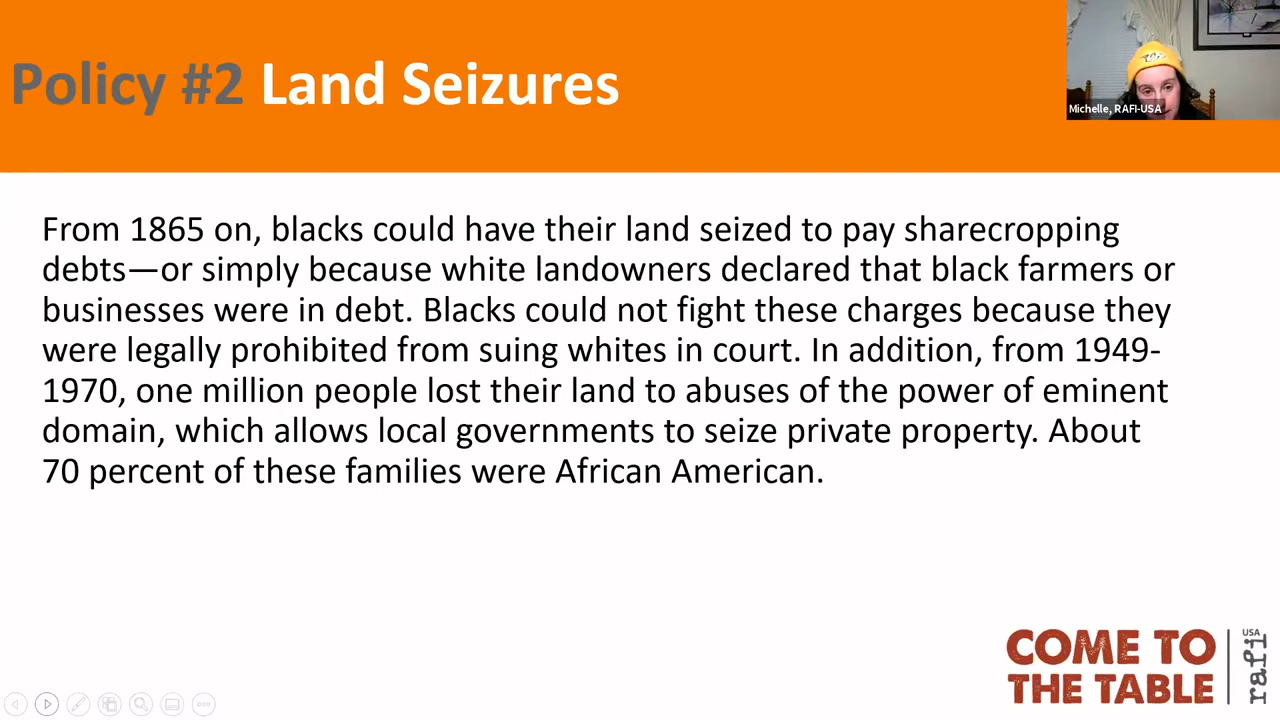 Policy #2 Land Seizures
Michelle, RAFI-USA
From 1865 on, blacks could have their land seized to pay sharecropping
debts—or simply because white landowners declared that black farmers or
businesses were in debt. Blacks could not fight these charges because they
were legally prohibited from suing whites in court. In addition, from 1949-
1970, one million people lost their land to abuses of the power of eminent
domain, which allows local governments to seize private property. About
70 percent of these families were African American.
COME TO
THE TABLE
rafi
USA